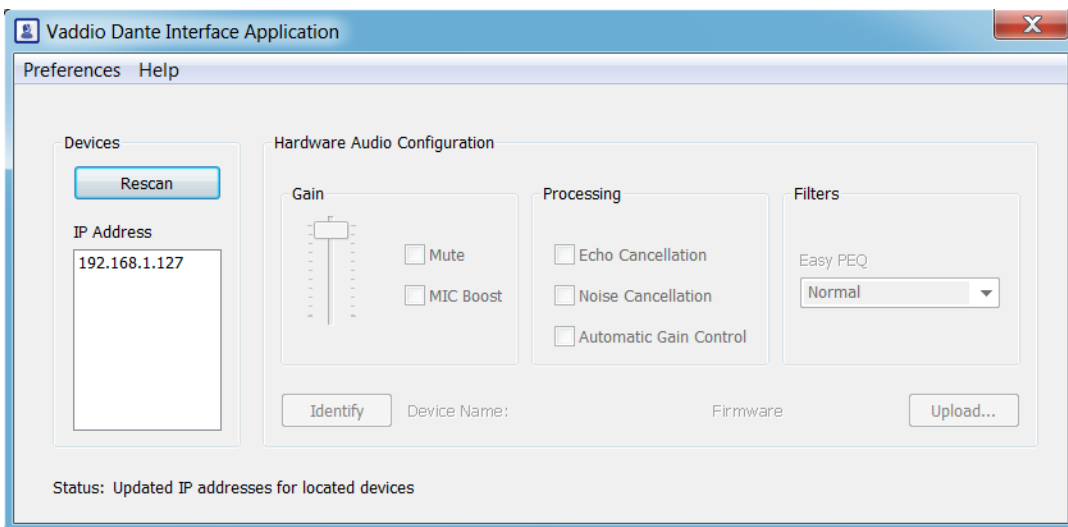 Vaddio Dante Interface Application
X
Preferences Help
Devices
Rescan
IP Address
192.168.1.127
Hardware Audio Configuration
Gain
Mute
MIC Boost
Processing
Echo Cancellation
Noise Cancellation
Automatic Gain Control
Filters
Easy PEQ
Normal
Identify Device Name: Firmware Upload...
Status: Updated IP addresses for located devices